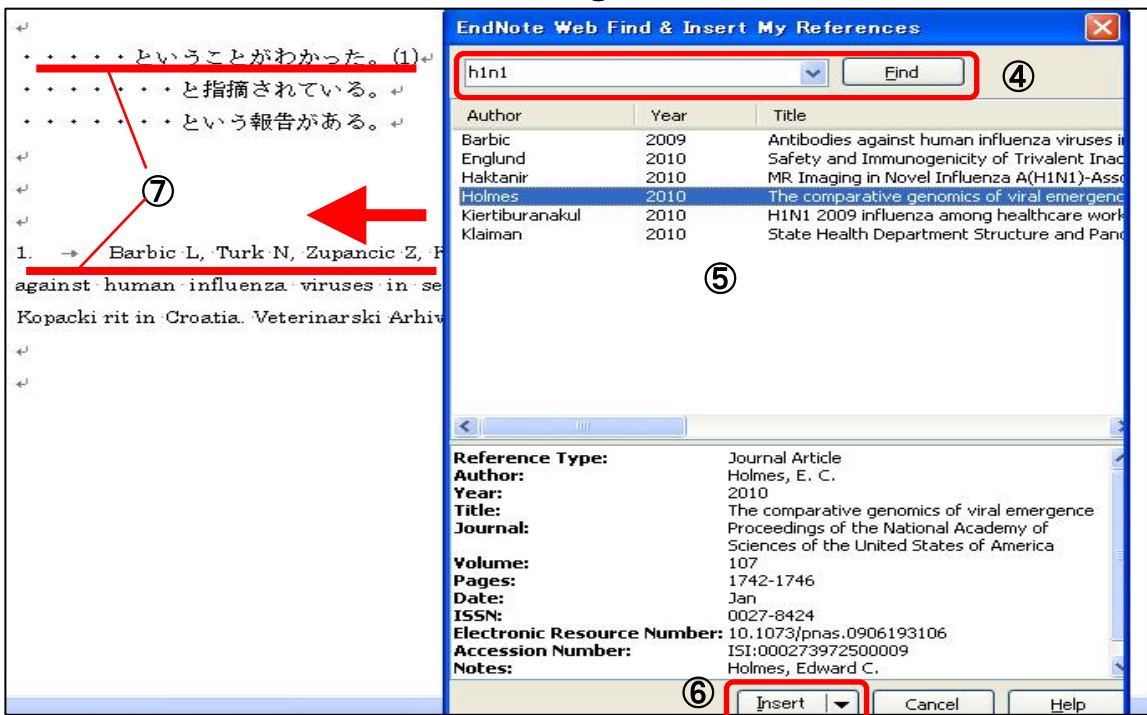 ・・・・・ということがわかった。(1)
・・・・・・・と指摘されている。
・・・・・・・という報告がある。
⑦
1. → Barbic L, Turk N, Zupancic Z,
against human influenza viruses in se
Kopacki rit in Croatia. Veterinarski Arhiv
EndNote Web Find & Insert My References
h1n1 Find ④
Author Year Title
Barbic 2009 Antibodies against human influenza viruses i
Englund 2010 Safety and Immunogenicity of Trivalent Inac
Haktanir 2010 MR Imaging in Novel Influenza A(H1N1)-Asso
Holmes 2010 The comparative genomics of viral emergenc
Kiertiburanakul 2010 H1N1 2009 influenza among healthcare work
Klaiman 2010 State Health Department Structure and Pand
⑤
Reference Type: Journal Article
Author: Holmes, E. C.
Year: 2010
Title: The comparative genomics of viral emergence
Journal: Proceedings of the National Academy of
Sciences of the United States of America
Volume: 107
Pages: 1742-1746
Date: Jan
ISSN: 0027-8424
Electronic Resource Number: 10.1073/pnas.0906193106
Accession Number: ISI:000273972500009
Notes: Holmes, Edward C.
⑥ Insert Cancel Help